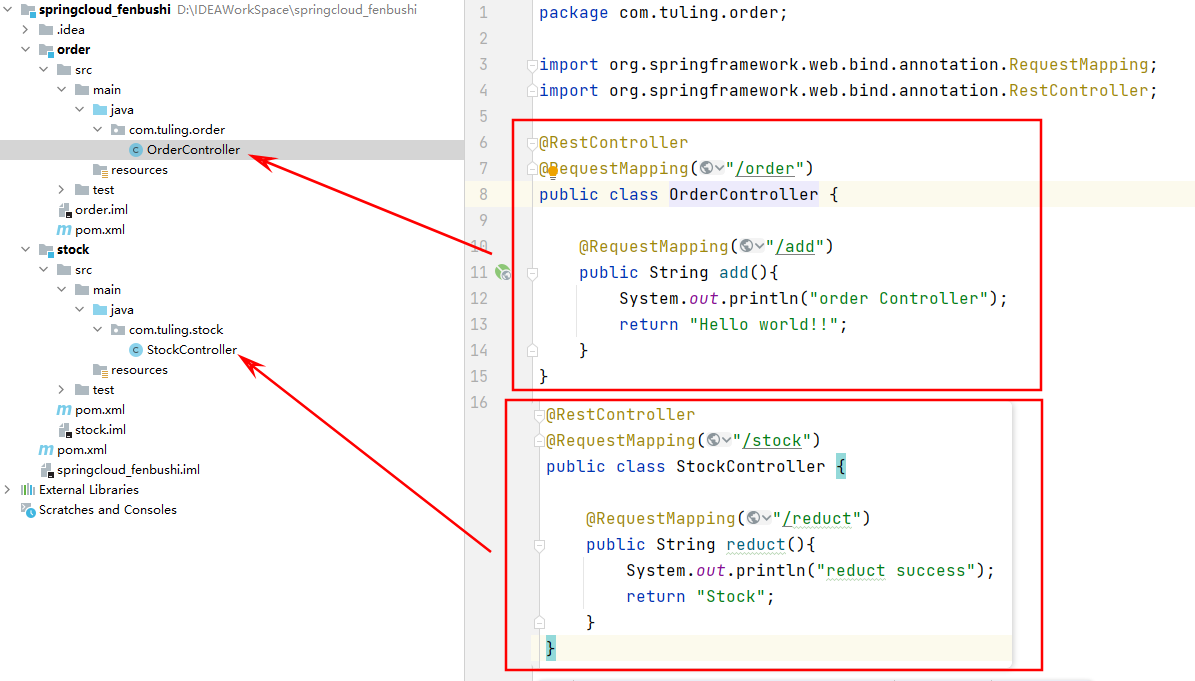 springcloud_fenbushi D:\IDEAWorkSpace\springcloud_fenbushi
.idea
order
src
main
java
com.tuling.order
OrderController
resources
test
order.iml
pom.xml
stock
src
main
java
com.tuling.stock
StockController
resources
test
pom.xml
stock.iml
pom.xml
springcloud_fenbushi.iml
External Libraries
Scratches and Consoles
1 package com.tuling.order;
2
3 import org.springframework.web.bind.annotation.RequestMapping;
4 import org.springframework.web.bind.annotation.RestController;
5
6 @RestController
7 @RequestMapping("/order")
8 public class OrderController {
9
10 @RequestMapping("/add")
11 public String add(){
12 System.out.println("order Controller");
13 return "Hello world!!";
14 }
15 }
16
@RestController
@RequestMapping("/stock")
public class StockController {
@RequestMapping("/reduct")
public String reduct(){
System.out.println("reduct success");
return "Stock";
}
}